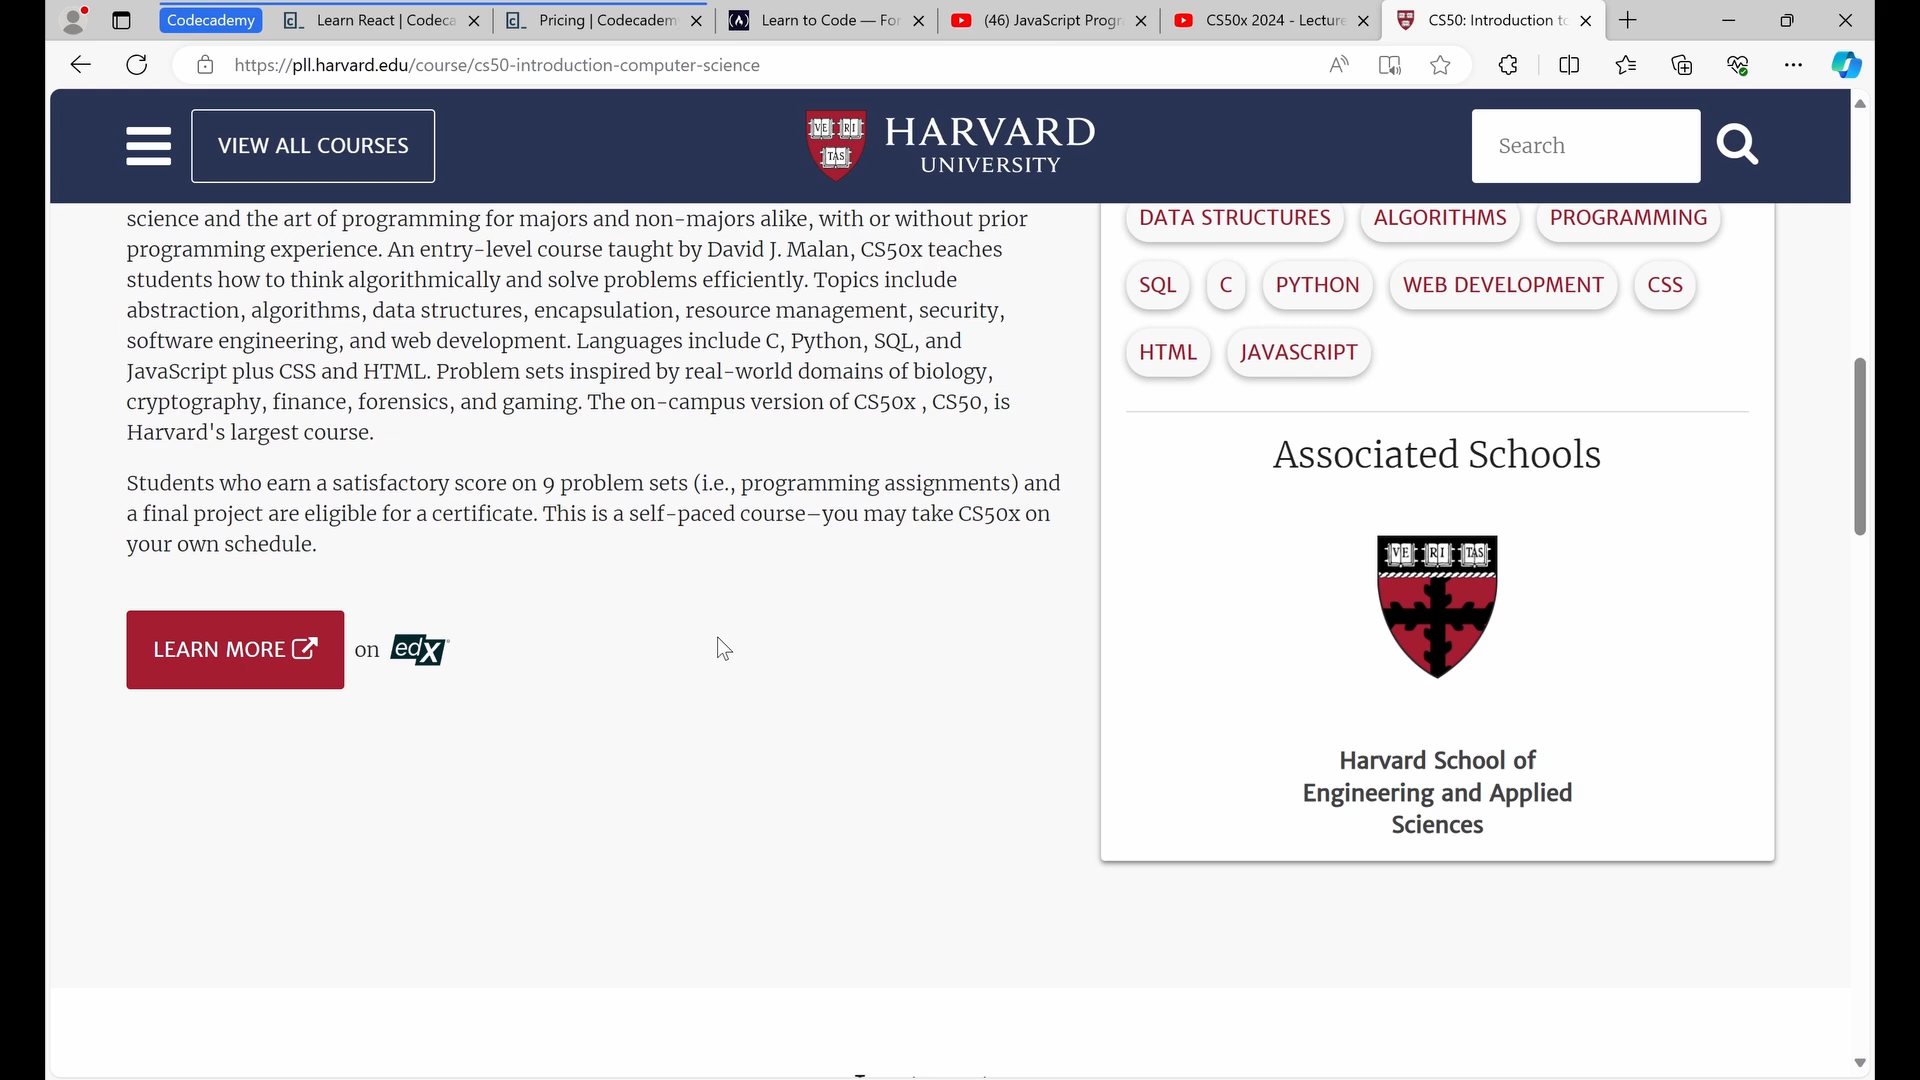 Codecademy
Learn React | Codeca
Pricing | Codecadem
Learn to Code — For
(46) JavaScript Progr
CS50x 2024 - Lecture
CS50: Introduction to
https://pll.harvard.edu/course/cs50-introduction-computer-science
VIEW ALL COURSES
VE RI TAS
HARVARD
UNIVERSITY
Search
science and the art of programming for majors and non-majors alike, with or without prior
programming experience. An entry-level course taught by David J. Malan, CS50x teaches
students how to think algorithmically and solve problems efficiently. Topics include
abstraction, algorithms, data structures, encapsulation, resource management, security,
software engineering, and web development. Languages include C, Python, SQL, and
JavaScript plus CSS and HTML. Problem sets inspired by real-world domains of biology,
cryptography, finance, forensics, and gaming. The on-campus version of CS50x , CS50, is
Harvard's largest course.
Students who earn a satisfactory score on 9 problem sets (i.e., programming assignments) and
a final project are eligible for a certificate. This is a self-paced course–you may take CS50x on
your own schedule.
LEARN MORE on edX
DATA STRUCTURES ALGORITHMS PROGRAMMING
SQL C PYTHON WEB DEVELOPMENT CSS
HTML JAVASCRIPT
Associated Schools
VE RI TAS
Harvard School of
Engineering and Applied
Sciences